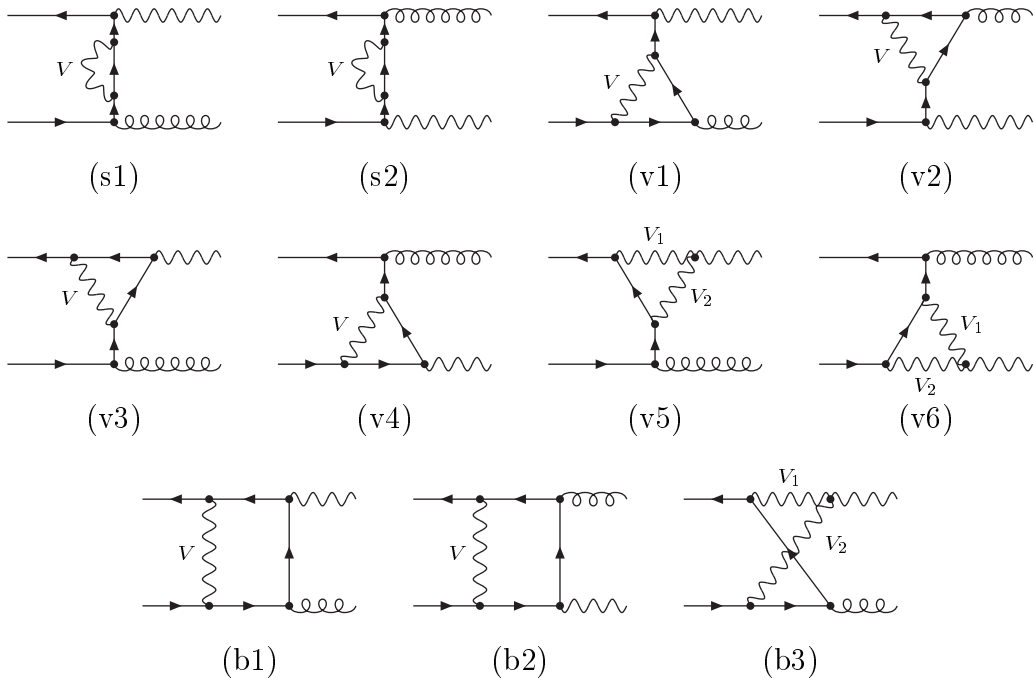 V V V V
(s1) (s2) (v1) (v2)
V₁
V V V₂ V₁
V₂
(v3) (v4) (v5) (v6)
V₁
V V V₂
(b1) (b2) (b3)